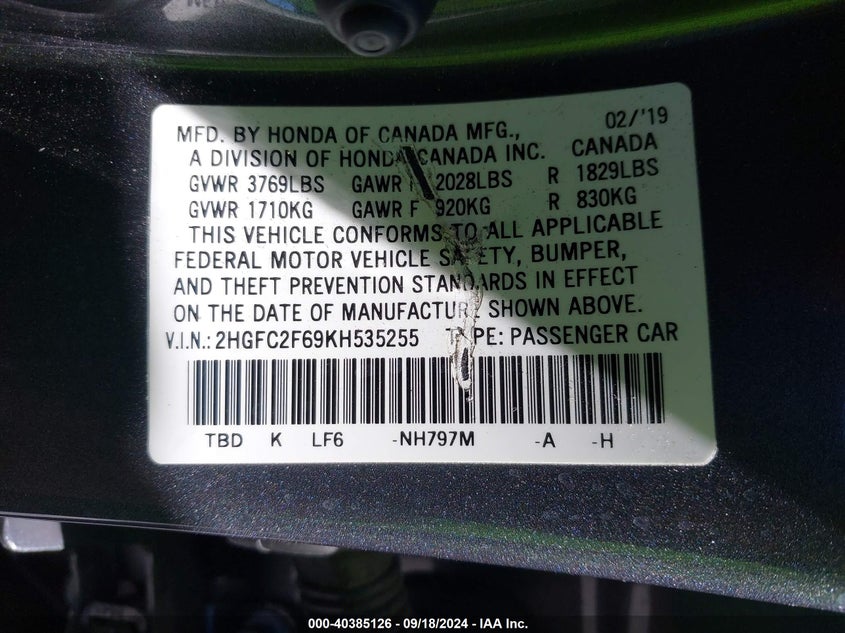 02/'19
MFD. BY HONDA OF CANADA MFG.,
A DIVISION OF HONDA CANADA INC. CANADA
GVWR 3769LBS GAWR 2028LBS R 1829LBS
GVWR 1710KG GAWR F 920KG R 830KG
THIS VEHICLE CONFORMS TO ALL APPLICABLE
FEDERAL MOTOR VEHICLE SAFETY, BUMPER,
AND THEFT PREVENTION STANDARDS IN EFFECT
ON THE DATE OF MANUFACTURE SHOWN ABOVE.
V.I.N.: 2HGFC2F69KH535255 TYPE: PASSENGER CAR
TBD K LF6 -NH797M -A -H
000-40385126 - 09/18/2024 - IAA Inc.